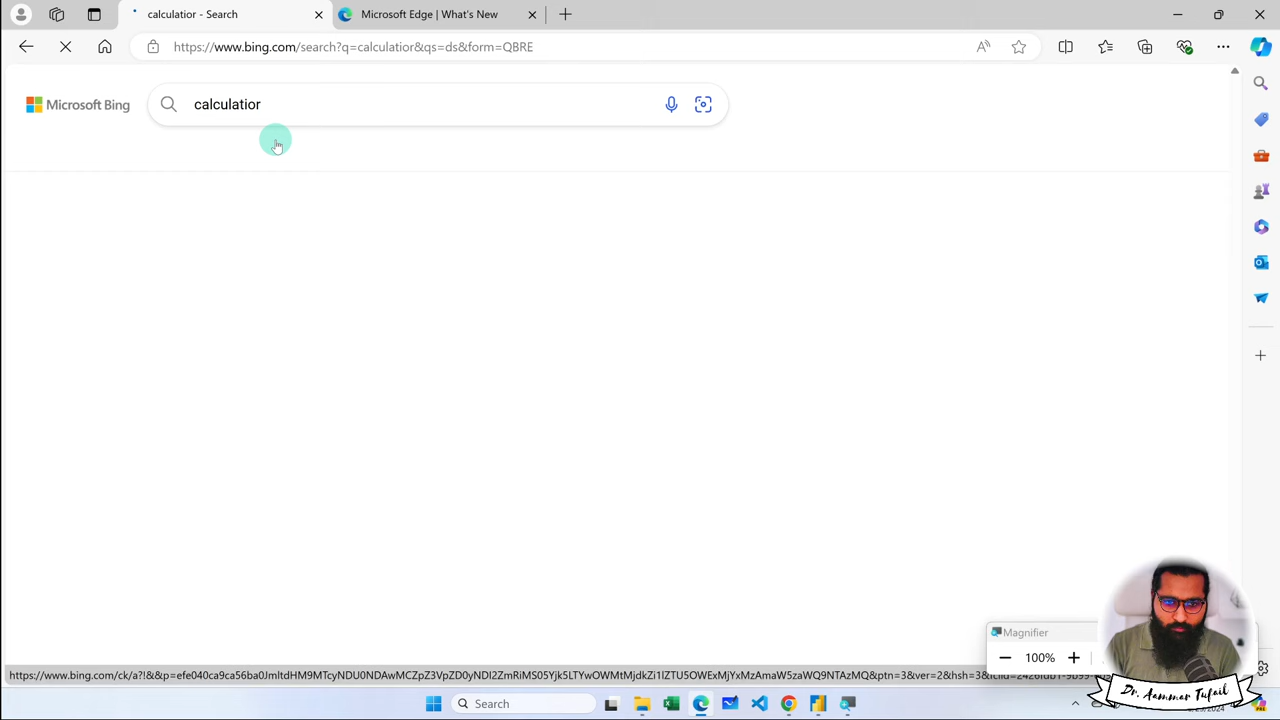 calculatior - Search
Microsoft Edge | What's New
https://www.bing.com/search?q=calculatior&qs=ds&form=QBRE
Microsoft Bing
calculatior
Magnifier
100%
Search
Dr. Aammar Tufail